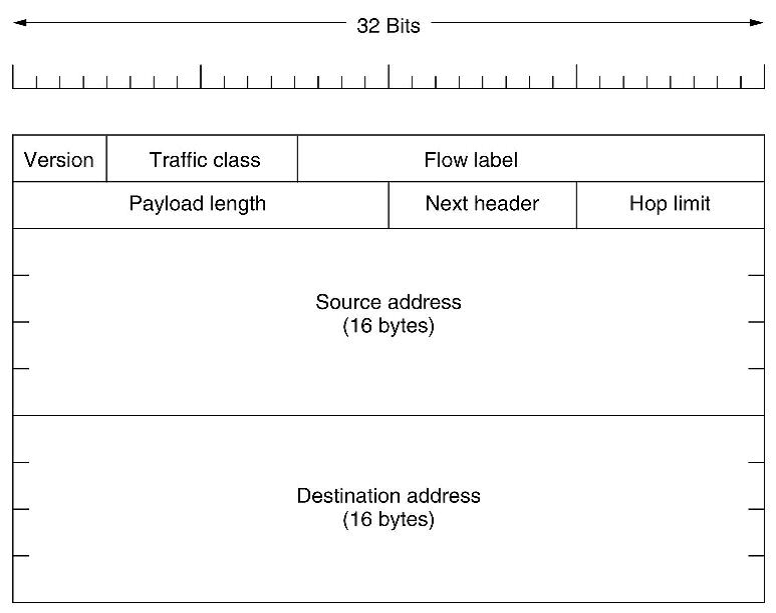 32 Bits
Version Traffic class Flow label
Payload length Next header Hop limit
Source address
(16 bytes)
Destination address
(16 bytes)